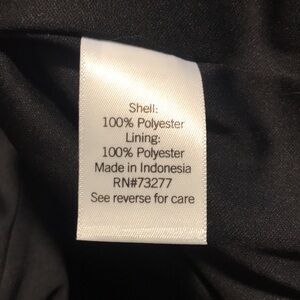 Shell:
100% Polyester
Lining:
100% Polyester
Made in Indonesia
RN#73277
See reverse for care